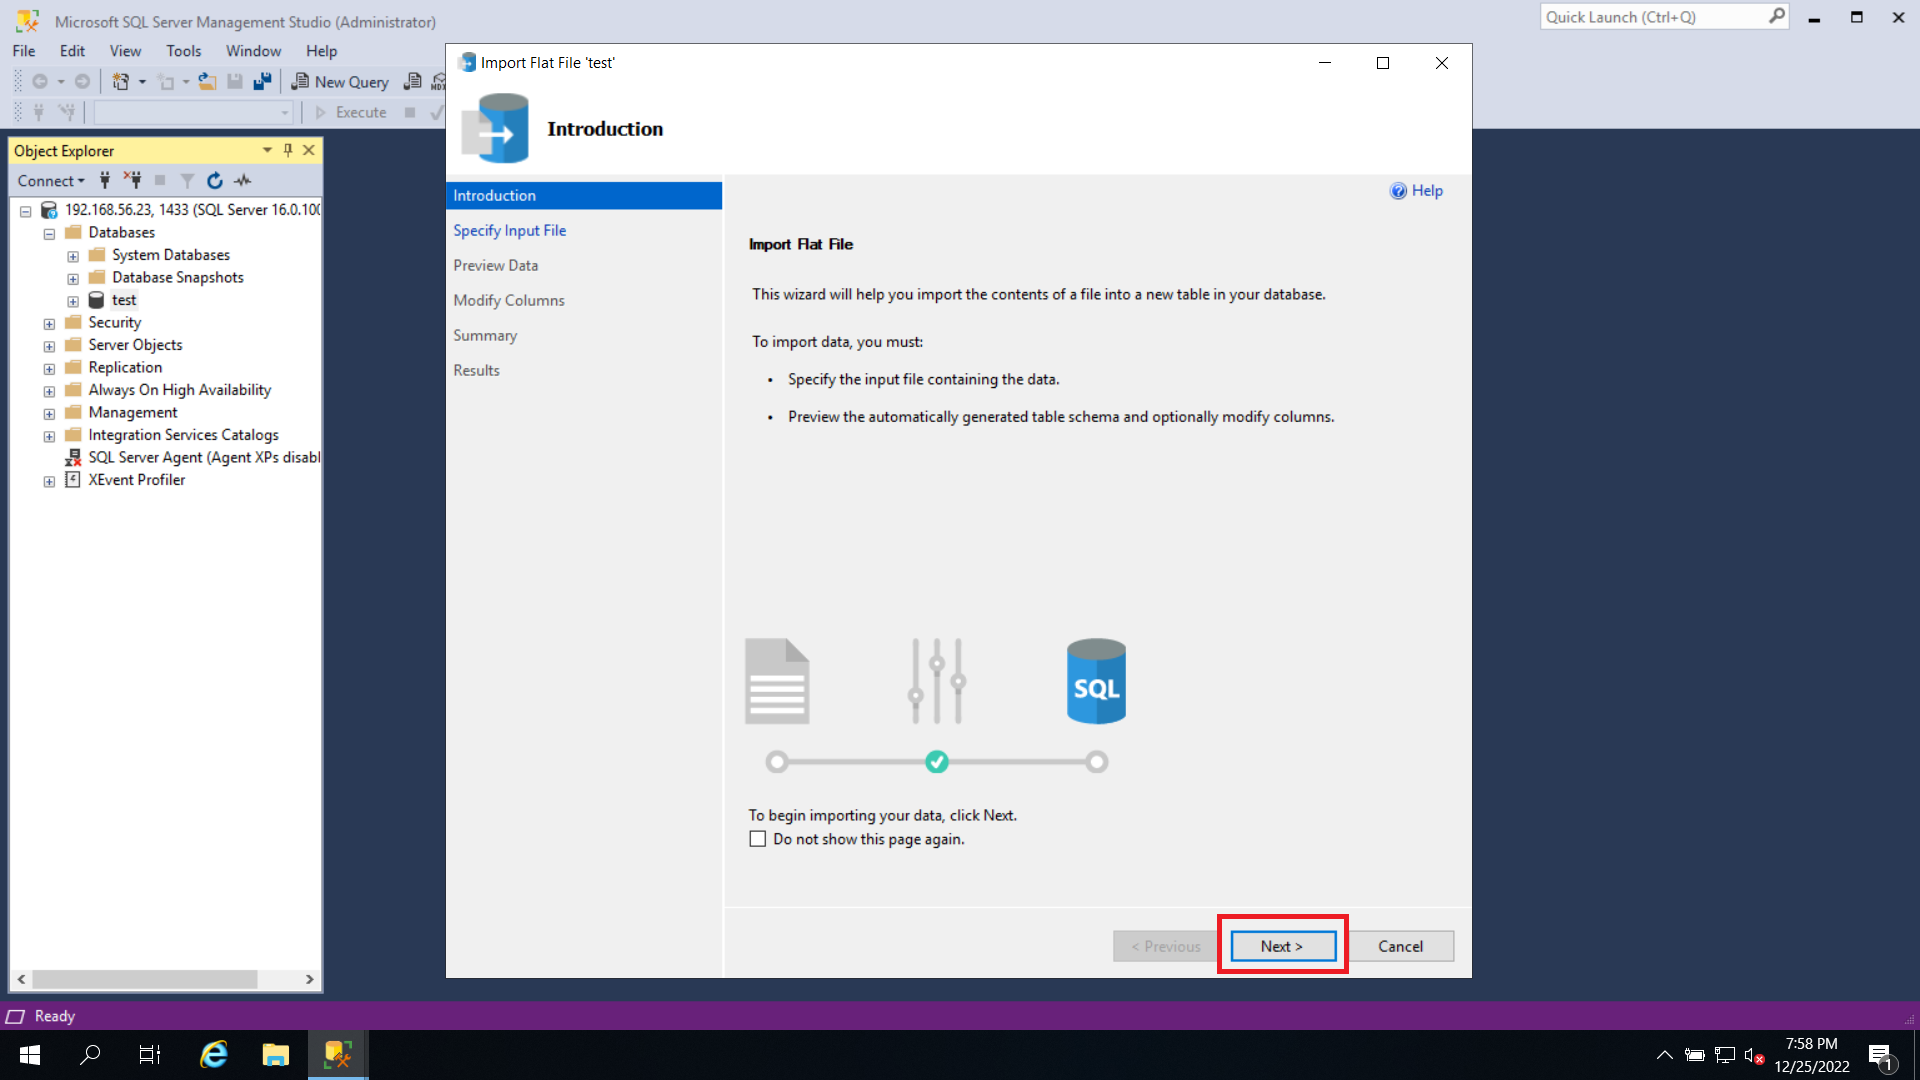 Microsoft SQL Server Management Studio (Administrator)
Quick Launch (Ctrl+Q)
File Edit View Tools Window Help
New Query
Execute
Import Flat File 'test'
Introduction
Object Explorer
Connect
192.168.56.23, 1433 (SQL Server 16.0.100
Databases
System Databases
Database Snapshots
test
Security
Server Objects
Replication
Always On High Availability
Management
Integration Services Catalogs
SQL Server Agent (Agent XPs disabl
XEvent Profiler
Introduction
Specify Input File
Preview Data
Modify Columns
Summary
Results
Help
Import Flat File
This wizard will help you import the contents of a file into a new table in your database.
To import data, you must:
• Specify the input file containing the data.
• Preview the automatically generated table schema and optionally modify columns.
SQL
To begin importing your data, click Next.
Do not show this page again.
< Previous Next > Cancel
Ready
7:58 PM
12/25/2022
1